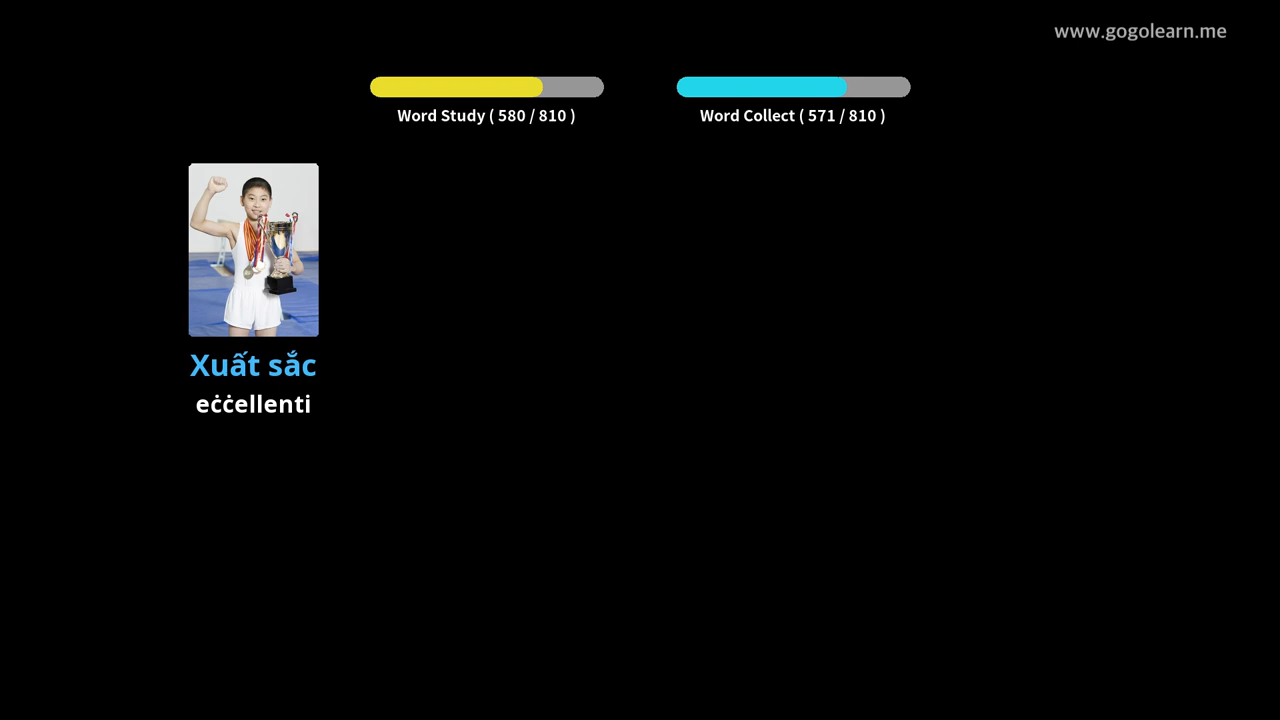 www.gogolearn.me
Word Study ( 580 / 810 )
Word Collect ( 571 / 810 )
Xuất sắc
eċċellenti